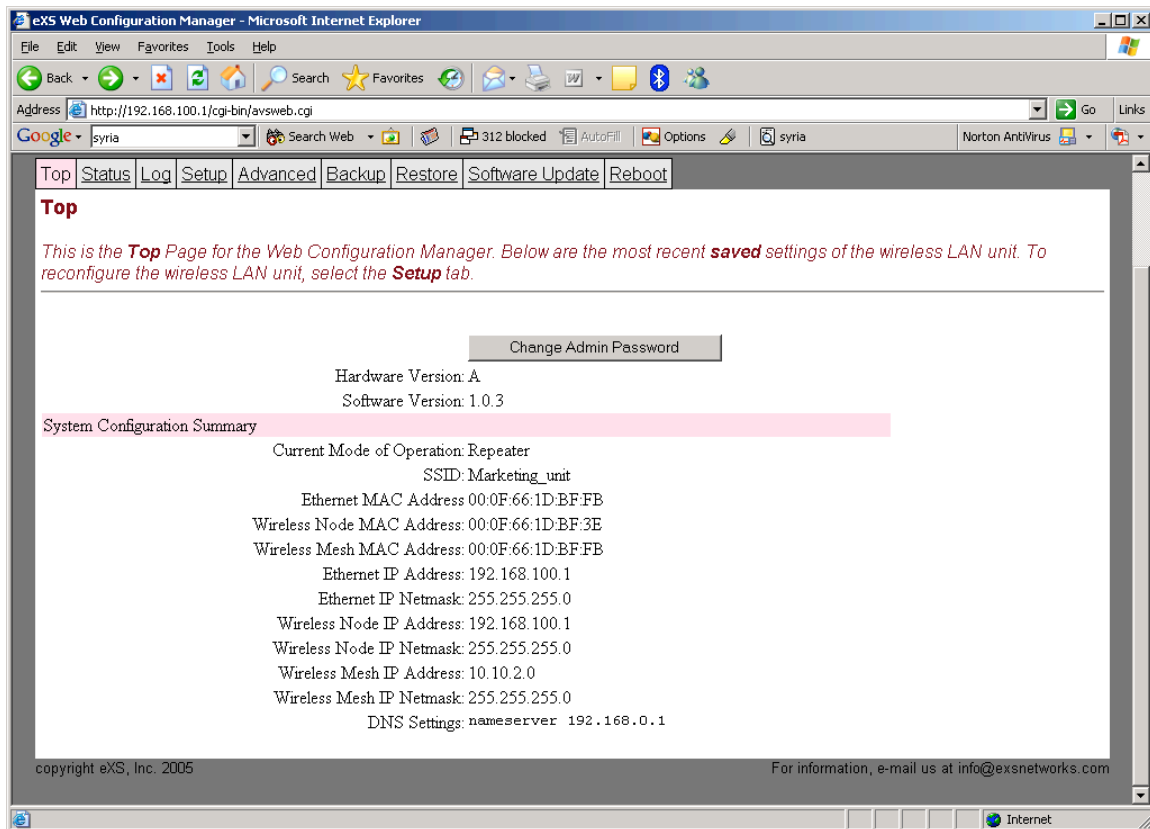 eXS Web Configuration Manager - Microsoft Internet Explorer
File Edit View Favorites Tools Help
Back Search Favorites
Address http://192.168.100.1/cgi-bin/avsweb.cgi Go Links
Google syria Search Web 312 blocked AutoFill Options syria Norton AntiVirus
Top Status Log Setup Advanced Backup Restore Software Update Reboot
Top
This is the Top Page for the Web Configuration Manager. Below are the most recent saved settings of the wireless LAN unit. To
reconfigure the wireless LAN unit, select the Setup tab.
Change Admin Password
Hardware Version: A
Software Version: 1.0.3
System Configuration Summary
Current Mode of Operation: Repeater
SSID: Marketing_unit
Ethernet MAC Address 00:0F:66:1D:BF:FB
Wireless Node MAC Address: 00:0F:66:1D:BF:3E
Wireless Mesh MAC Address: 00:0F:66:1D:BF:FB
Ethernet IP Address: 192.168.100.1
Ethernet IP Netmask: 255.255.255.0
Wireless Node IP Address: 192.168.100.1
Wireless Node IP Netmask: 255.255.255.0
Wireless Mesh IP Address: 10.10.2.0
Wireless Mesh IP Netmask: 255.255.255.0
DNS Settings: nameserver 192.168.0.1
copyright eXS, Inc. 2005 For information, e-mail us at info@exsnetworks.com
Internet